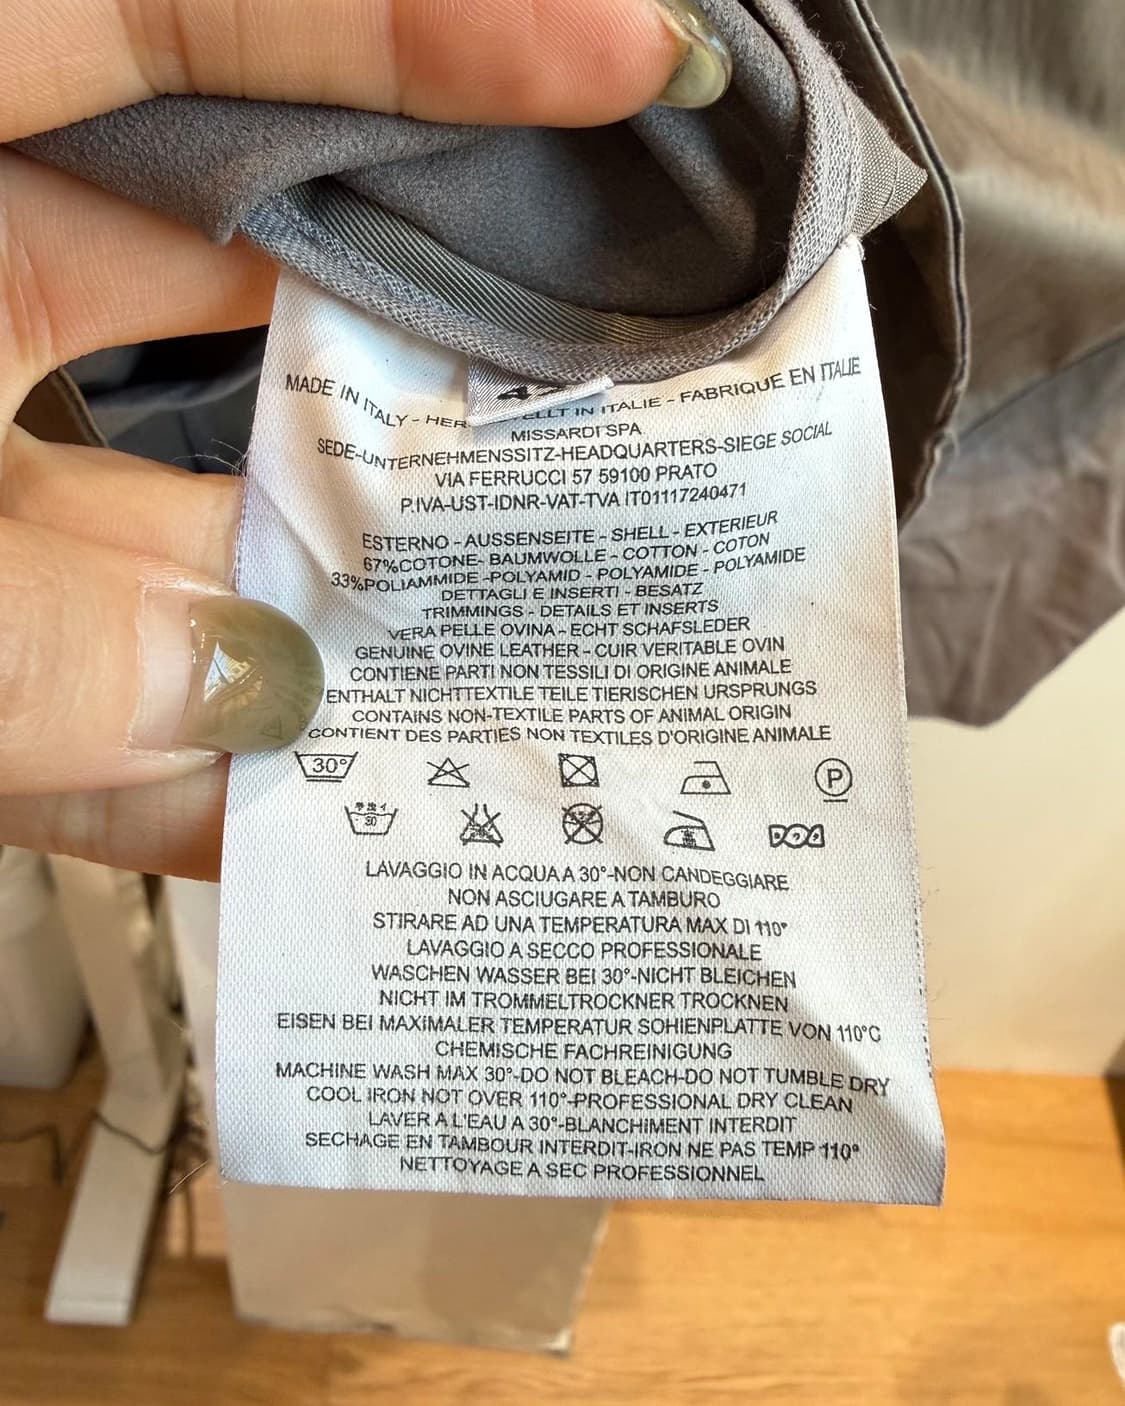 MADE IN ITALY - HER ELLT IN ITALIE - FABRIQUE EN ITALIE
MISSARDI SPA
SEDE-UNTERNEHMENSSITZ-HEADQUARTERS-SIEGE SOCIAL
VIA FERRUCCI 57 59100 PRATO
P.IVA-UST-IDNR-VAT-TVA IT01117240471
ESTERNO - AUSSENSEITE - SHELL - EXTERIEUR
67%COTONE- BAUMWOLLE - COTTON - COTON
33%POLIAMMIDE -POLYAMID - POLYAMIDE - POLYAMIDE
DETTAGLI E INSERTI - BESATZ
TRIMMINGS - DETAILS ET INSERTS
VERA PELLE OVINA - ECHT SCHAFSLEDER
GENUINE OVINE LEATHER - CUIR VERITABLE OVIN
CONTIENE PARTI NON TESSILI DI ORIGINE ANIMALE
ENTHALT NICHTTEXTILE TEILE TIERISCHEN URSPRUNGS
CONTAINS NON-TEXTILE PARTS OF ANIMAL ORIGIN
CONTIENT DES PARTIES NON TEXTILES D'ORIGINE ANIMALE
30° P
30
LAVAGGIO IN ACQUA A 30°-NON CANDEGGIARE
NON ASCIUGARE A TAMBURO
STIRARE AD UNA TEMPERATURA MAX DI 110°
LAVAGGIO A SECCO PROFESSIONALE
WASCHEN WASSER BEI 30°-NICHT BLEICHEN
NICHT IM TROMMELTROCKNER TROCKNEN
EISEN BEI MAXIMALER TEMPERATUR SOHIENPLATTE VON 110°C
CHEMISCHE FACHREINIGUNG
MACHINE WASH MAX 30°-DO NOT BLEACH-DO NOT TUMBLE DRY
COOL IRON NOT OVER 110°-PROFESSIONAL DRY CLEAN
LAVER A L'EAU A 30°-BLANCHIMENT INTERDIT
SECHAGE EN TAMBOUR INTERDIT-IRON NE PAS TEMP 110°
NETTOYAGE A SEC PROFESSIONNEL